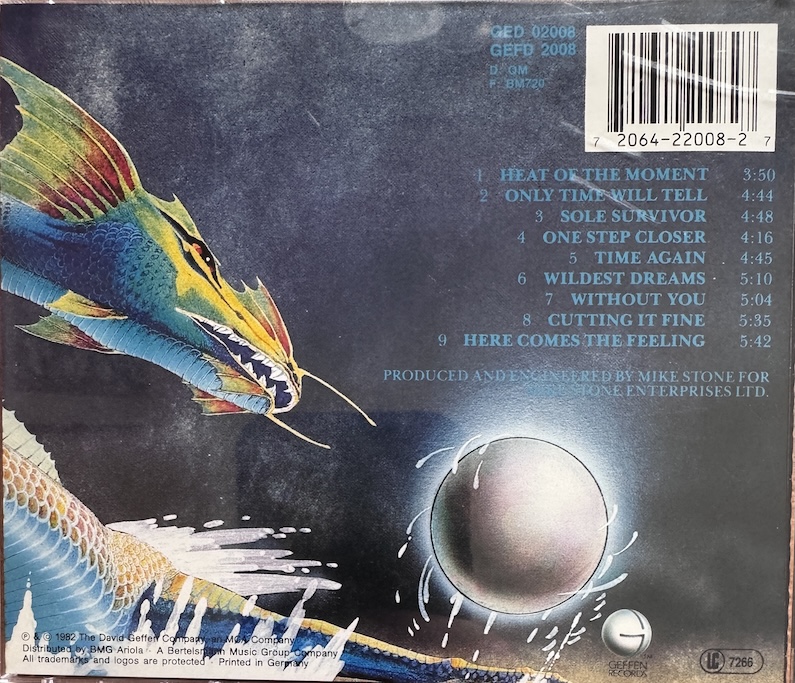 GED 02008
GEFD 2008
D: GM
F: BM720
7 2064-22008-2 7
1 HEAT OF THE MOMENT 3:50
2 ONLY TIME WILL TELL 4:44
3 SOLE SURVIVOR 4:48
4 ONE STEP CLOSER 4:16
5 TIME AGAIN 4:45
6 WILDEST DREAMS 5:10
7 WITHOUT YOU 5:04
8 CUTTING IT FINE 5:35
9 HERE COMES THE FEELING 5:42
PRODUCED AND ENGINEERED BY MIKE STONE FOR
STONE ENTERPRISES LTD.
℗ & © 1982 The David Geffen Company, an MCA Company
Distributed by BMG Ariola · A Bertelsmann Music Group Company
All trademarks and logos are protected · Printed in Germany
GEFFEN
RECORDS
TM
LC 7266